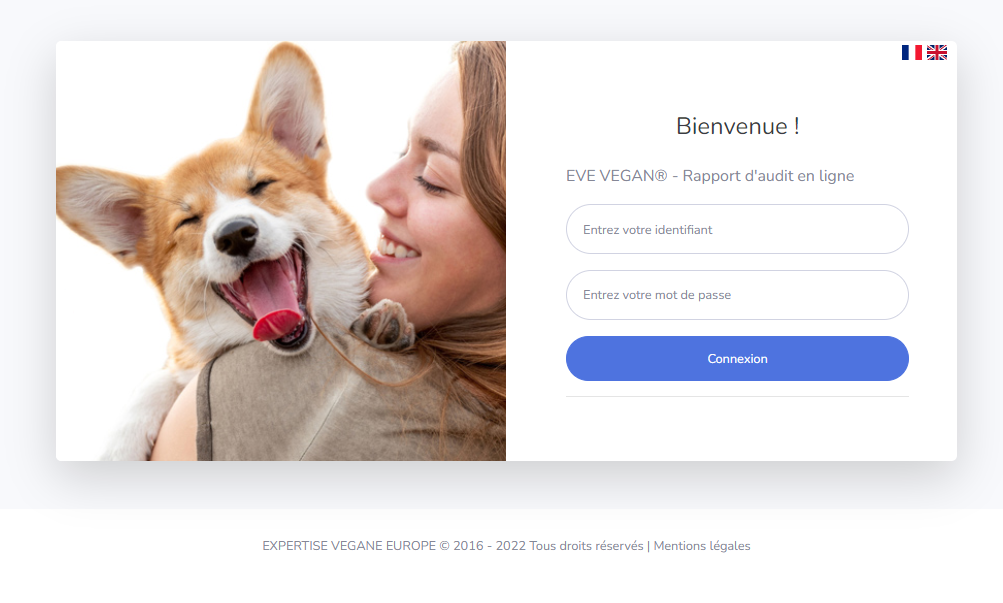 Bienvenue !
EVE VEGAN® - Rapport d'audit en ligne
Entrez votre identifiant
Entrez votre mot de passe
Connexion
EXPERTISE VEGANE EUROPE © 2016 - 2022 Tous droits réservés | Mentions légales